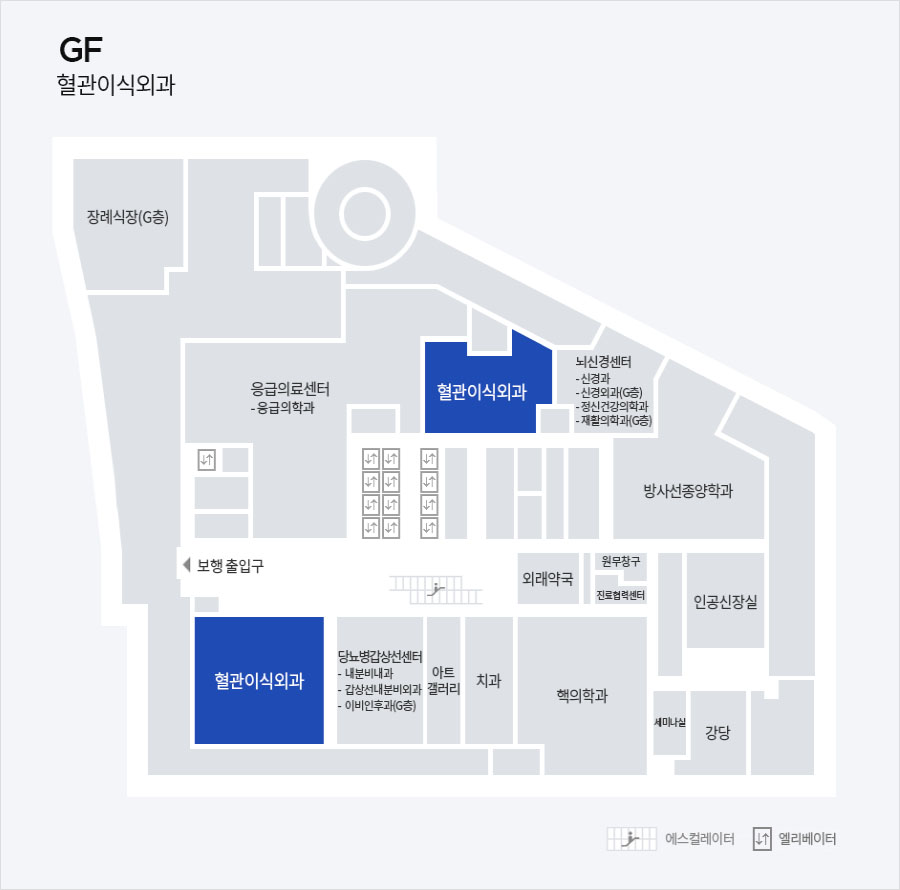 GF
혈관이식외과
장례식장(G층)
뇌신경센터
- 신경과
- 신경외과(G층)
- 정신건강의학과
- 재활의학과(G층)
응급의료센터
- 응급의학과
혈관이식외과
방사선종양학과
보행 출입구
외래약국
원무창구
진료협력센터
인공신장실
혈관이식외과
당뇨병갑상선센터
- 내분비내과
- 갑상선내분비외과
- 이비인후과(G층)
아트
갤러리
치과
핵의학과
세미나실
강당
에스컬레이터
엘리베이터